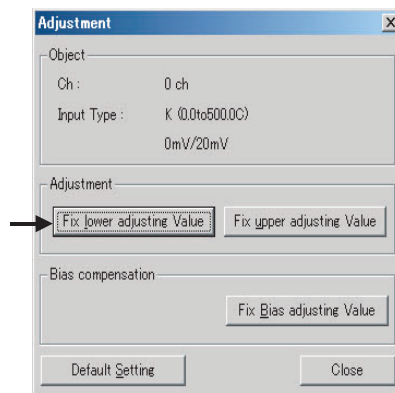 Adjustment
Object
Ch : 0 ch
Input Type : K (0.0to500.0C)
0mV/20mV
Adjustment
Fix lower adjusting Value Fix upper adjusting Value
Bias compensation
Fix Bias adjusting Value
Default Setting Close